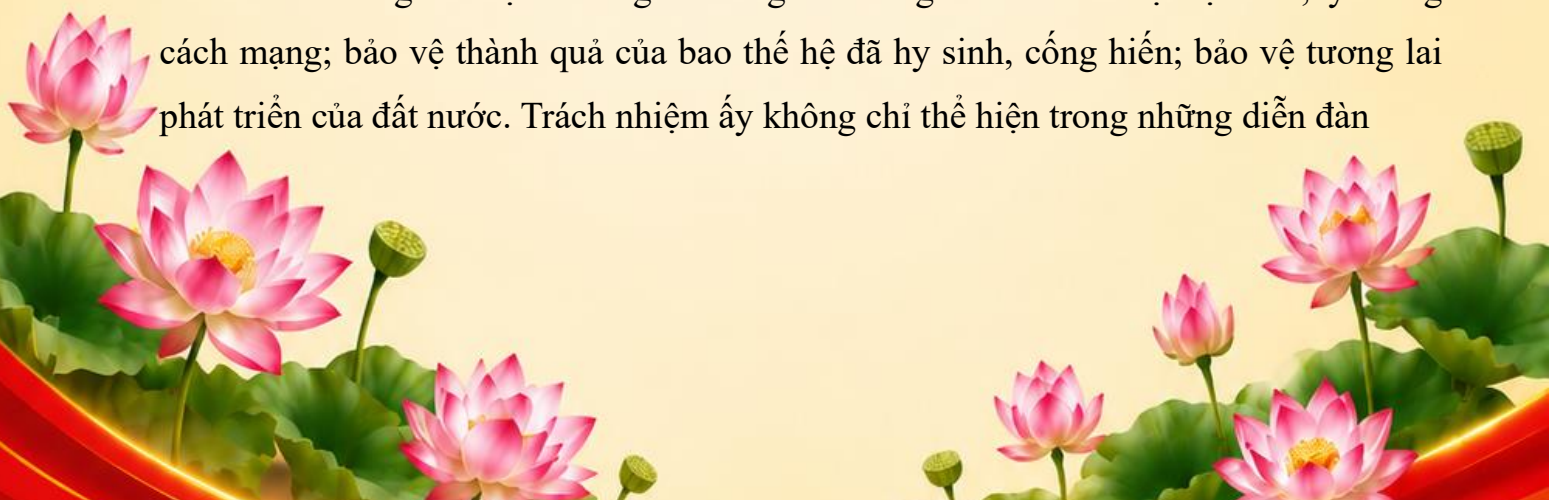 cách mạng; bảo vệ thành quả của bao thế hệ đã hy sinh, cống hiến; bảo vệ tương lai
phát triển của đất nước. Trách nhiệm ấy không chỉ thể hiện trong những diễn đàn